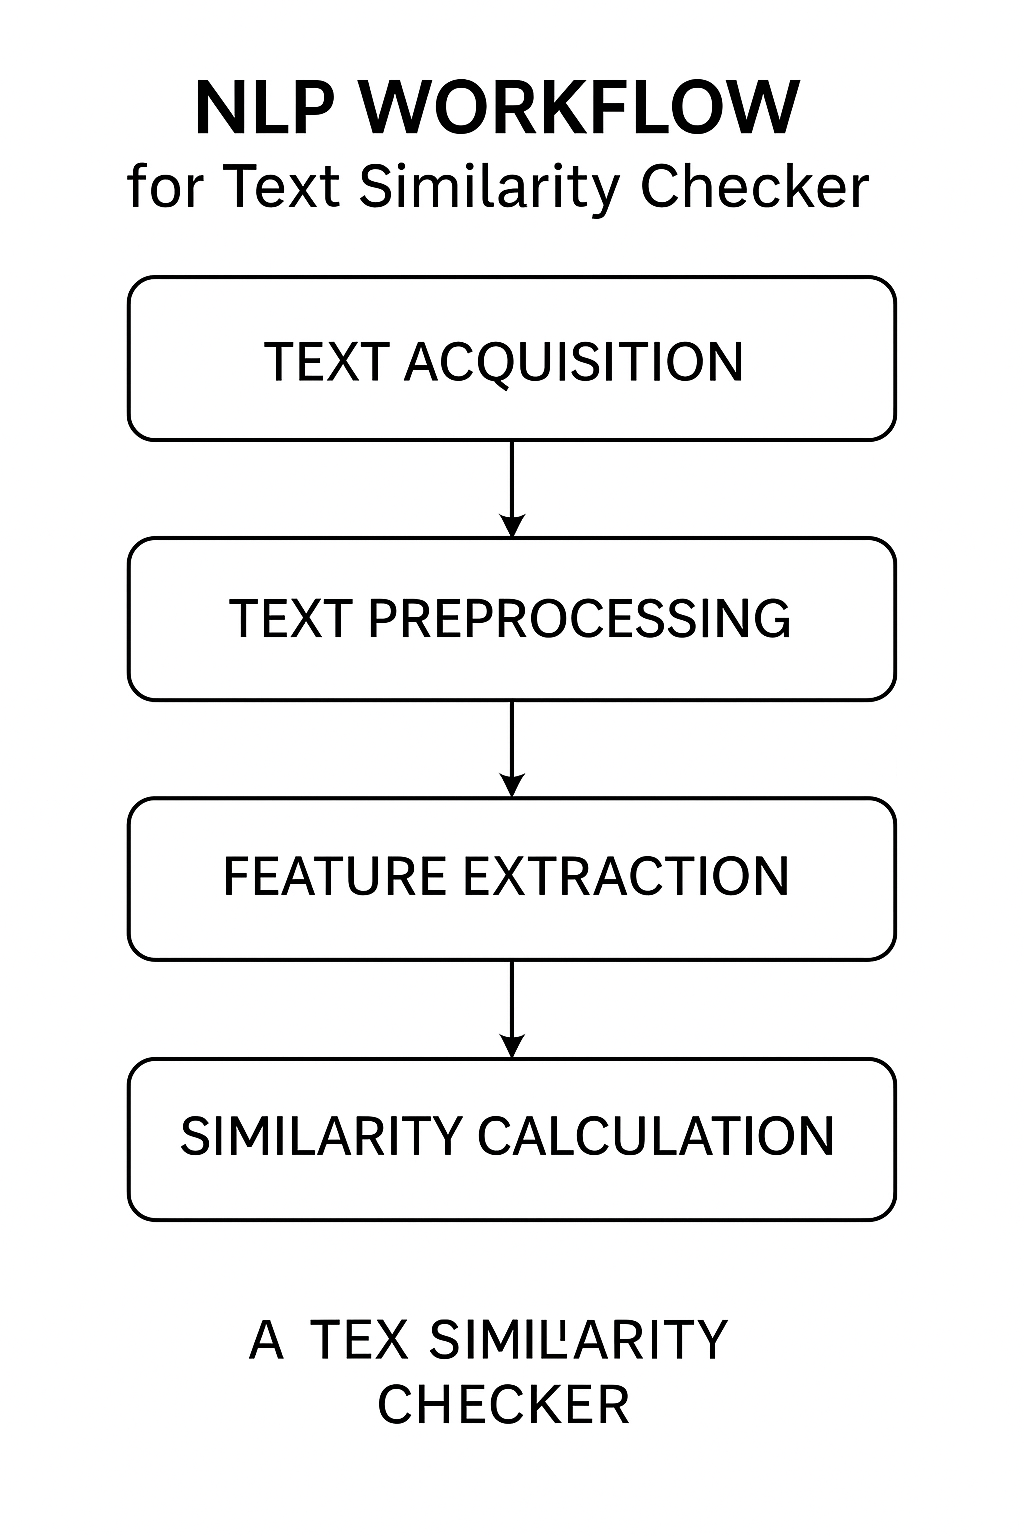 NLP WORKFLOW
for Text Similarity Checker
TEXT ACQUISITION
TEXT PREPROCESSING
FEATURE EXTRACTION
SIMILARITY CALCULATION
A TEX SIMIL'ARITY
CHECKER